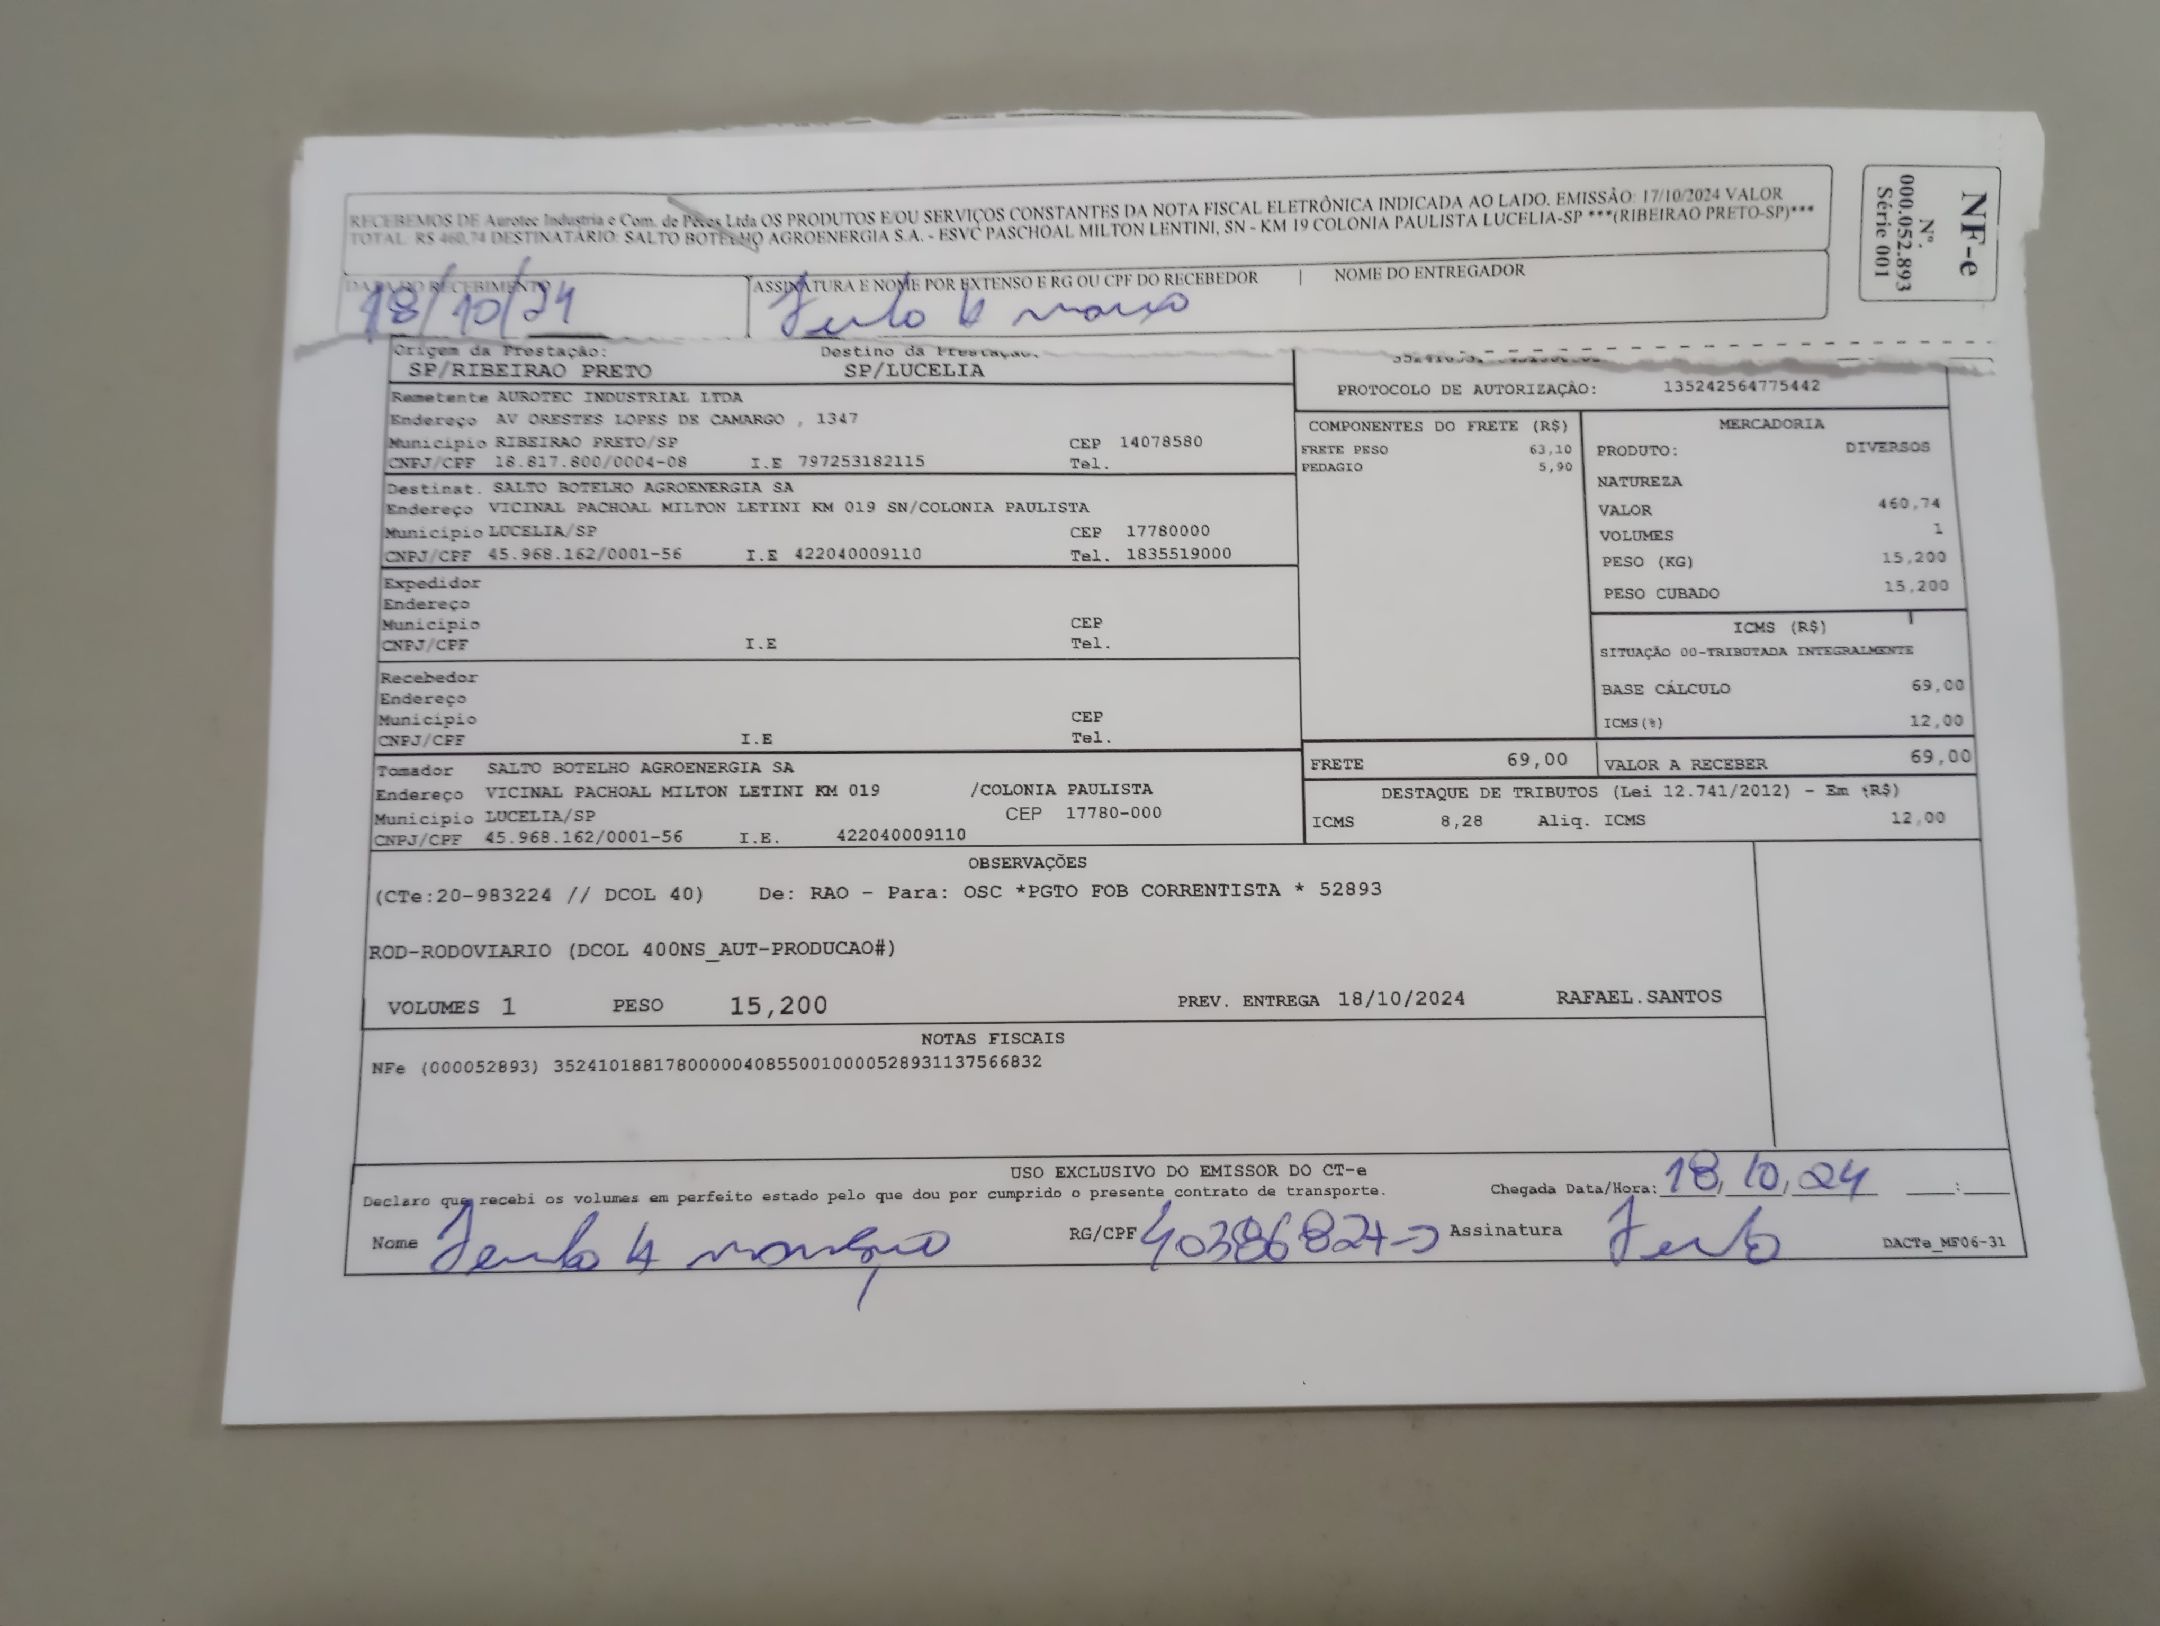 RECEBEMOS DE Aurotec Industria e Com. de Peças Ltda OS PRODUTOS E/OU SERVIÇOS CONSTANTES DA NOTA FISCAL ELETRÔNICA INDICADA AO LADO. EMISSÃO: 17/10/2024 VALOR
TOTAL: R$ 460,74 DESTINATÁRIO: SALTO BOTELHO AGROENERGIA S.A. - ESVC PASCHOAL MILTON LENTINI, SN - KM 19 COLONIA PAULISTA LUCELIA-SP ***(RIBEIRAO PRETO-SP)***
NF-e
Nº.
000.052.893
Série 001
DATA DO RECEBIMENTO
ASSINATURA E NOME POR EXTENSO E RG OU CPF DO RECEBEDOR | NOME DO ENTREGADOR
18/10/24
Origem da Prestação: Destino da Prestação:
SP/RIBEIRAO PRETO SP/LUCELIA
Remetente AUROTEC INDUSTRIAL LTDA
Endereço AV ORESTES LOPES DE CAMARGO , 1347
Municipio RIBEIRAO PRETO/SP CEP 14078580
CNPJ/CPF 18.817.800/0004-08 I.E 797253182115 Tel.
Destinat. SALTO BOTELHO AGROENERGIA SA
Endereço VICINAL PACHOAL MILTON LETINI KM 019 SN/COLONIA PAULISTA
Municipio LUCELIA/SP CEP 17780000
CNPJ/CPF 45.968.162/0001-56 I.E 422040009110 Tel. 1835519000
Expedidor
Endereço
Municipio CEP
CNPJ/CPF I.E Tel.
Recebedor
Endereço
Municipio CEP
CNPJ/CPF I.E Tel.
Tomador SALTO BOTELHO AGROENERGIA SA
Endereço VICINAL PACHOAL MILTON LETINI KM 019 /COLONIA PAULISTA
Municipio LUCELIA/SP CEP 17780-000
CNPJ/CPF 45.968.162/0001-56 I.E. 422040009110
PROTOCOLO DE AUTORIZAÇÃO: 135242564775442
COMPONENTES DO FRETE (R$)
FRETE PESO 63,10
PEDAGIO 5,90
MERCADORIA
PRODUTO: DIVERSOS
NATUREZA
VALOR 460,74
VOLUMES 1
PESO (KG) 15,200
PESO CUBADO 15,200
ICMS (R$)
SITUAÇÃO 00-TRIBUTADA INTEGRALMENTE
BASE CÁLCULO 69,00
ICMS(%) 12,00
FRETE 69,00 VALOR A RECEBER 69,00
DESTAQUE DE TRIBUTOS (Lei 12.741/2012) - Em (R$)
ICMS 8,28 Aliq. ICMS 12,00
OBSERVAÇÕES
(CTe:20-983224 // DCOL 40) De: RAO - Para: OSC *PGTO FOB CORRENTISTA * 52893
ROD-RODOVIARIO (DCOL 400NS_AUT-PRODUCAO#)
VOLUMES 1 PESO 15,200 PREV. ENTREGA 18/10/2024 RAFAEL.SANTOS
NOTAS FISCAIS
NFe (000052893) 35241018817800000408550010000528931137566832
USO EXCLUSIVO DO EMISSOR DO CT-e
Declaro que recebi os volumes em perfeito estado pelo que dou por cumprido o presente contrato de transporte. Chegada Data/Hora: 18/10/24 __:__
Nome RG/CPF 40386824- Assinatura DACTe_MF06-31